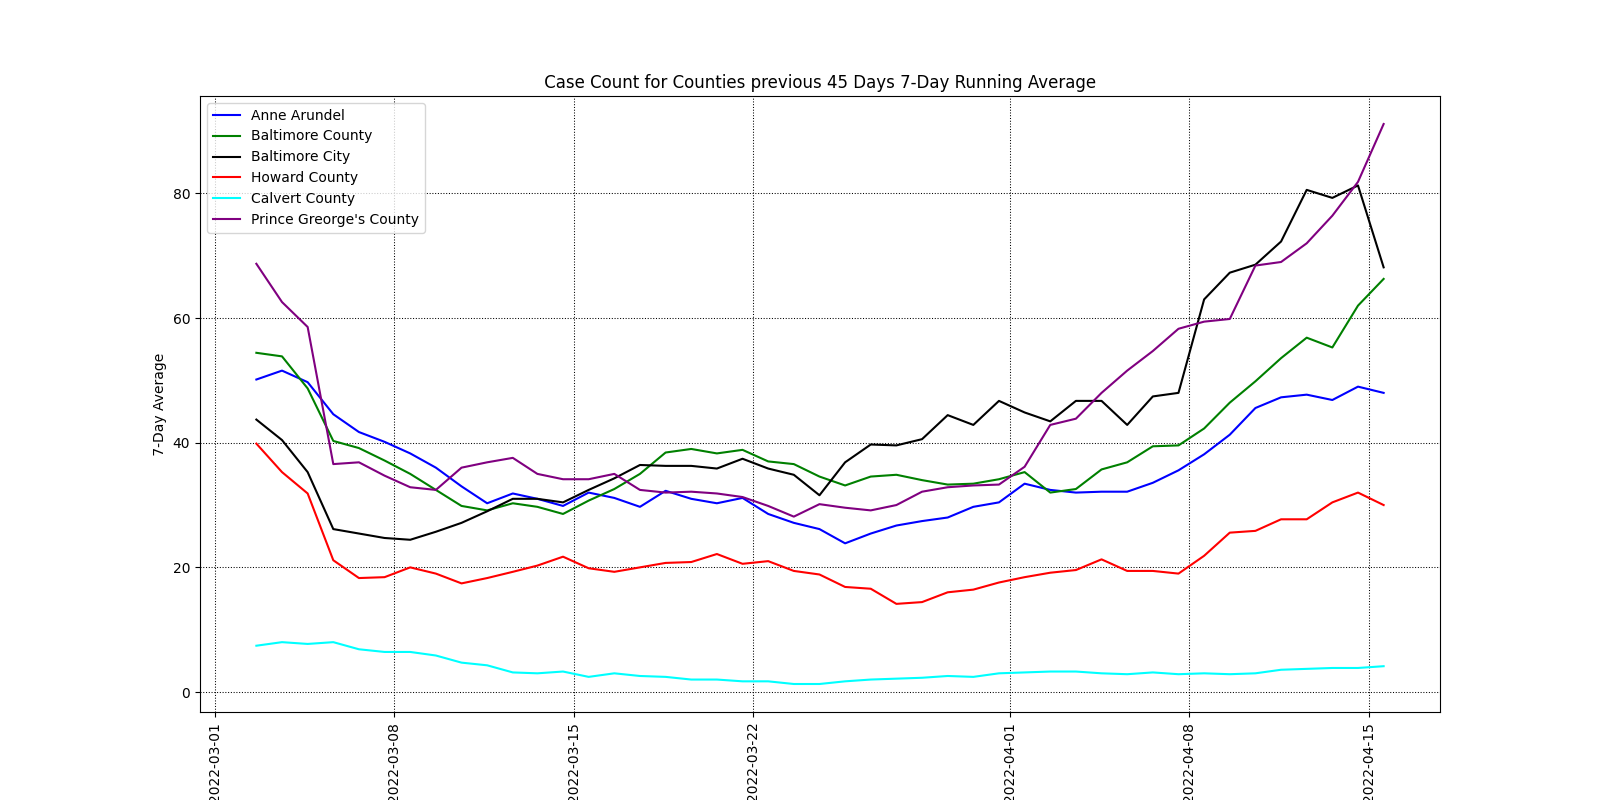 Case Count for Counties previous 45 Days 7-Day Running Average
Anne Arundel
Baltimore County
Baltimore City
Howard County
Calvert County
Prince Greorge's County
7-Day Average
80
60
40
20
0
2022-03-01
2022-03-08
2022-03-15
2022-03-22
2022-04-01
2022-04-08
2022-04-15